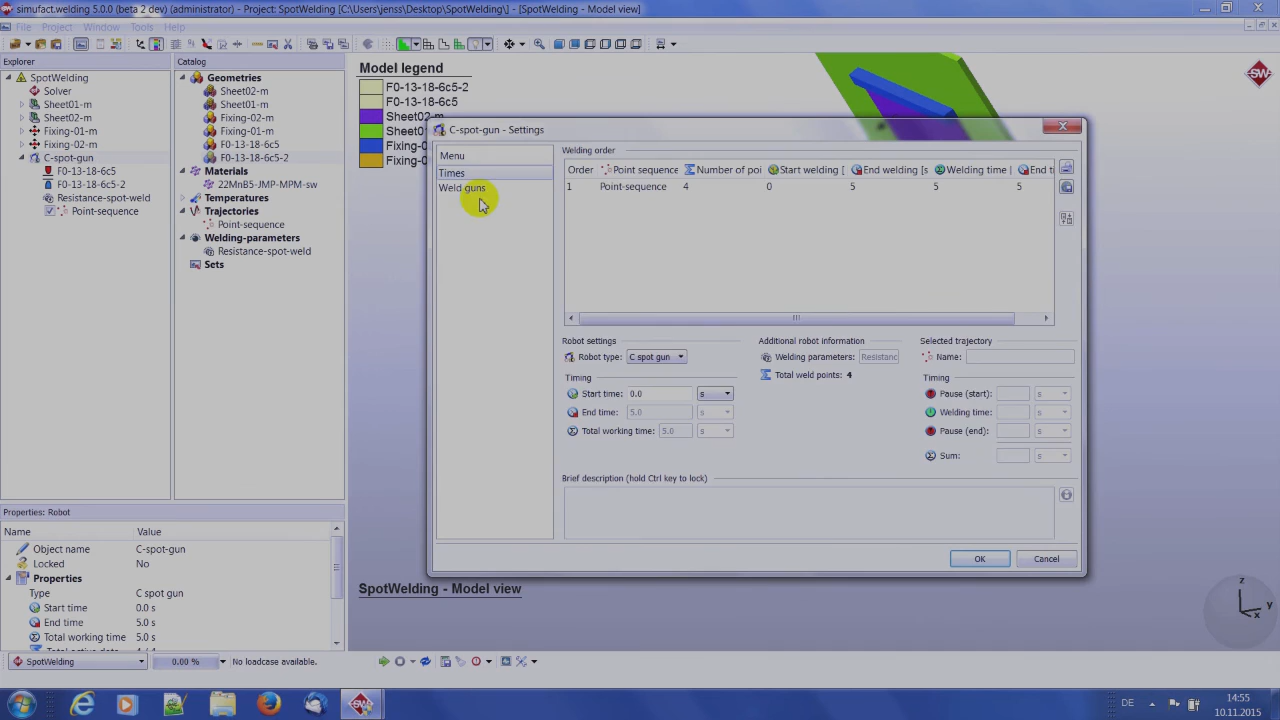 simufact.welding 5.0.0 (beta 2 dev) (administrator) - Project: SpotWelding [C:\Users\jenss\Desktop\SpotWelding\] - [SpotWelding - Model view]
File Project Window Tools Help
Explorer
SpotWelding
Solver
Sheet01-m
Sheet02-m
Fixing-01-m
Fixing-02-m
C-spot-gun
F0-13-18-6c5
F0-13-18-6c5-2
Resistance-spot-weld
Point-sequence
Catalog
Geometries
Sheet02-m
Sheet01-m
Fixing-02-m
Fixing-01-m
F0-13-18-6c5
F0-13-18-6c5-2
Materials
22MnB5-JMP-MPM-sw
Temperatures
Trajectories
Point-sequence
Welding-parameters
Resistance-spot-weld
Sets
Model legend
F0-13-18-6c5-2
F0-13-18-6c5
Sheet02-m
Sheet0
Fixing-
Fixing-
C-spot-gun - Settings
Menu
Times
Weld guns
Welding order
Order Point sequence Number of poi Start welding [ End welding [s Welding time | End t
1 Point-sequence 4 0 5 5 5
Robot settings
Robot type: C spot gun
Timing
Start time: 0.0 s
End time: 5.0 s
Total working time: 5.0 s
Additional robot information
Welding parameters: Resistanc
Total weld points: 4
Selected trajectory
Name:
Timing
Pause (start): s
Welding time: s
Pause (end): s
Sum: s
Brief description (hold Ctrl key to lock)
OK Cancel
Properties: Robot
Name Value
Object name C-spot-gun
Locked No
Properties
Type C spot gun
Start time 0.0 s
End time 5.0 s
Total working time 5.0 s
SpotWelding - Model view
z
y
x
SpotWelding 0.00 % No loadcase available.
DE
14:55
10.11.2015